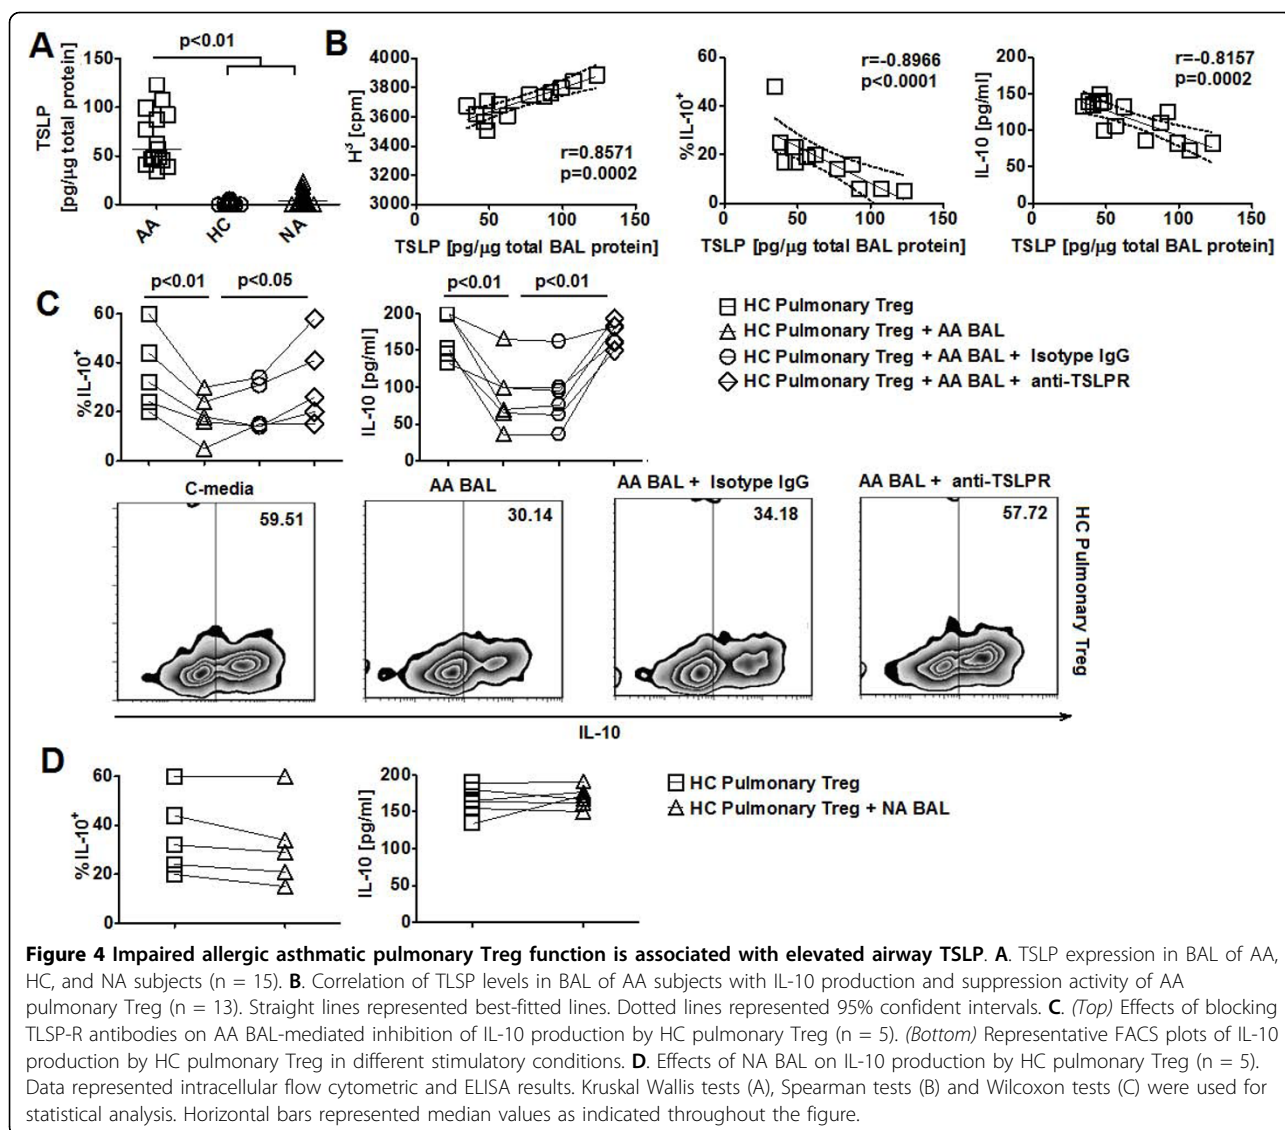 A
p<0.01
TSLP
[pg/μg total protein]
150
100
50
0
AA
HC
NA
B
H³ [cpm]
4000
3800
3600
3400
3200
3000
r=0.8571
p=0.0002
0
50
100
150
TSLP [pg/μg total BAL protein]
%IL-10⁺
60
40
20
0
r=-0.8966
p<0.0001
0
50
100
150
TSLP [pg/μg total BAL protein]
IL-10 [pg/ml]
200
150
100
50
0
r=-0.8157
p=0.0002
0
50
100
150
TSLP [pg/μg total BAL protein]
C
p<0.01
p<0.05
%IL-10⁺
60
40
20
0
p<0.01
p<0.01
IL-10 [pg/ml]
200
150
100
50
0
HC Pulmonary Treg
HC Pulmonary Treg + AA BAL
HC Pulmonary Treg + AA BAL + Isotype IgG
HC Pulmonary Treg + AA BAL + anti-TSLPR
C-media
AA BAL
AA BAL + Isotype IgG
AA BAL + anti-TSLPR
59.51
30.14
34.18
57.72
HC Pulmonary Treg
IL-10
D
%IL-10⁺
60
40
20
0
IL-10 [pg/ml]
200
150
100
50
0
HC Pulmonary Treg
HC Pulmonary Treg + NA BAL
Figure 4 Impaired allergic asthmatic pulmonary Treg function is associated with elevated airway TSLP. A. TSLP expression in BAL of AA,
HC, and NA subjects (n = 15). B. Correlation of TLSP levels in BAL of AA subjects with IL-10 production and suppression activity of AA
pulmonary Treg (n = 13). Straight lines represented best-fitted lines. Dotted lines represented 95% confident intervals. C. (Top) Effects of blocking
TLSP-R antibodies on AA BAL-mediated inhibition of IL-10 production by HC pulmonary Treg (n = 5). (Bottom) Representative FACS plots of IL-10
production by HC pulmonary Treg in different stimulatory conditions. D. Effects of NA BAL on IL-10 production by HC pulmonary Treg (n = 5).
Data represented intracellular flow cytometric and ELISA results. Kruskal Wallis tests (A), Spearman tests (B) and Wilcoxon tests (C) were used for
statistical analysis. Horizontal bars represented median values as indicated throughout the figure.